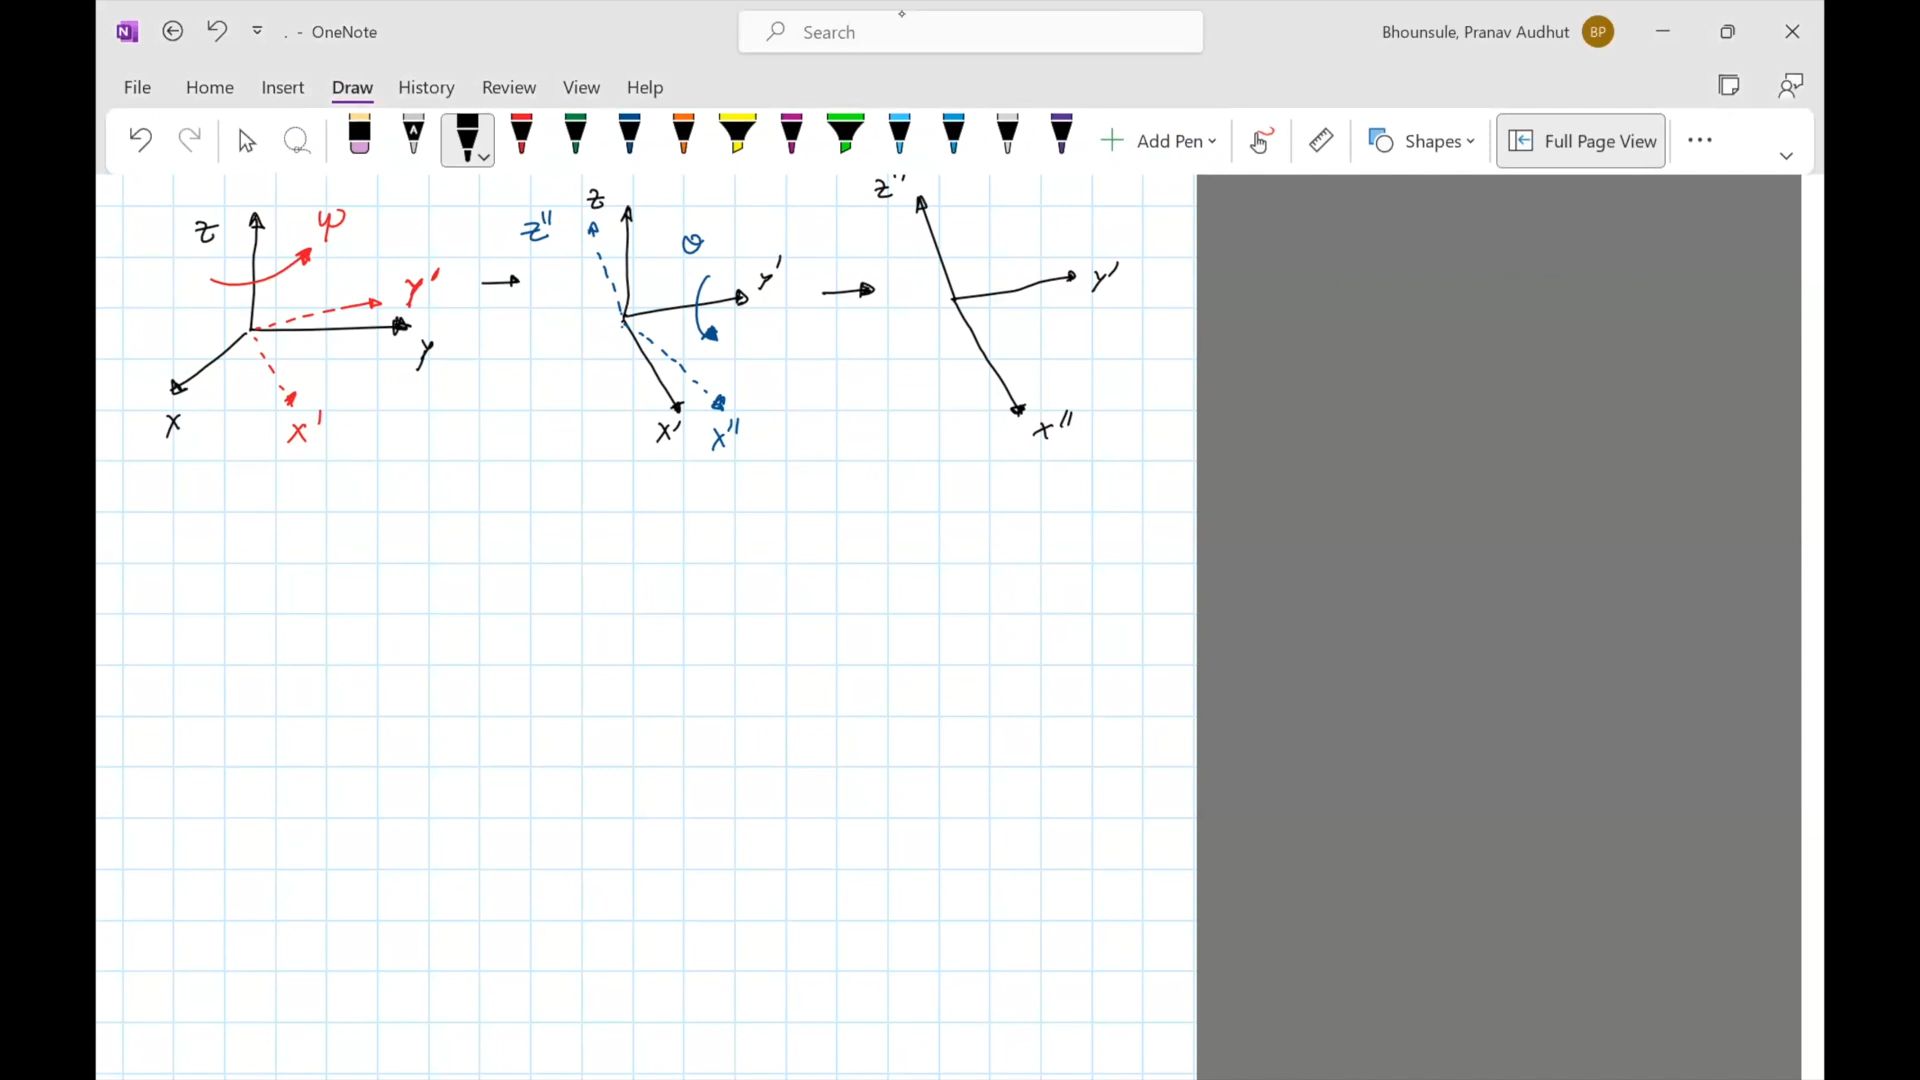 . - OneNote
Search
Bhounsule, Pranav Audhut
BP
File Home Insert Draw History Review View Help
A
Add Pen
Shapes
Full Page View
z ψ y' y x x'
z'' z θ y' x' x''
z'' y' x''